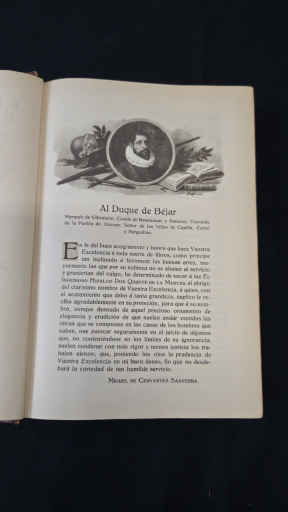 Al Duque de Béjar
Marqués de Gibraleón, Conde de Benalcázar y Bañares, Vizconde
de la Puebla de Alcocer, Señor de las Villas de Capilla, Curiel
y Burguillos.
En fe del buen acogimiento y honra que hace Vuestra
Excelencia á toda suerte de libros, como príncipe
tan inclinado á favorecer las buenas artes, ma-
yormente las que por su nobleza no se abaten al servicio
y granjerías del vulgo, he determinado de sacar á luz EL
INGENIOSO HIDALGO DON QUIJOTE DE LA MANCHA al abrigo
del clarísimo nombre de Vuestra Excelencia, á quien, con
el acatamiento que debo á tanta grandeza, suplico le re-
ciba agradablemente en su protección, para que á su som-
bra, aunque desnudo de aquel precioso ornamento de
elegancia y erudición de que suelen andar vestidas las
obras que se componen en las casas de los hombres que
saben, ose parecer seguramente en el juicio de algunos
que, no conteniéndose en los límites de su ignorancia
suelen condenar con más rigor y menos justicia los tra-
bajos ajenos; que, poniendo los ojos la prudencia de
Vuestra Excelencia en mi buen deseo, fío que no desde-
ñará la cortedad de tan humilde servicio.
MIGUEL DE CERVANTES SAAVEDRA.